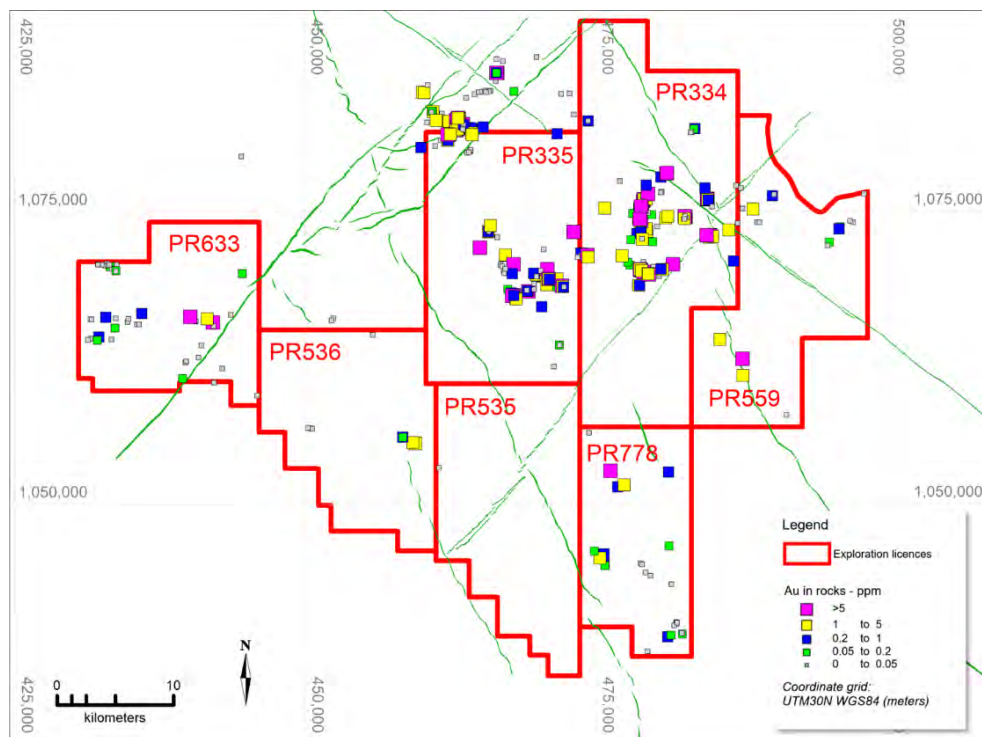 425,000
450,000
475,000
500,000
PR334
PR335
1,075,000
1,075,000
PR559
PR633
PR536
PR535
PR778
1,050,000
1,050,000
Legend
Exploration licences
Au in rocks - ppm
>5
1 to 5
0.2 to 1
0.05 to 0.2
0 to 0.05
Coordinate grid:
UTM30N WGS84 (meters)
N
0 10
kilometers
425,000
450,000
475,000